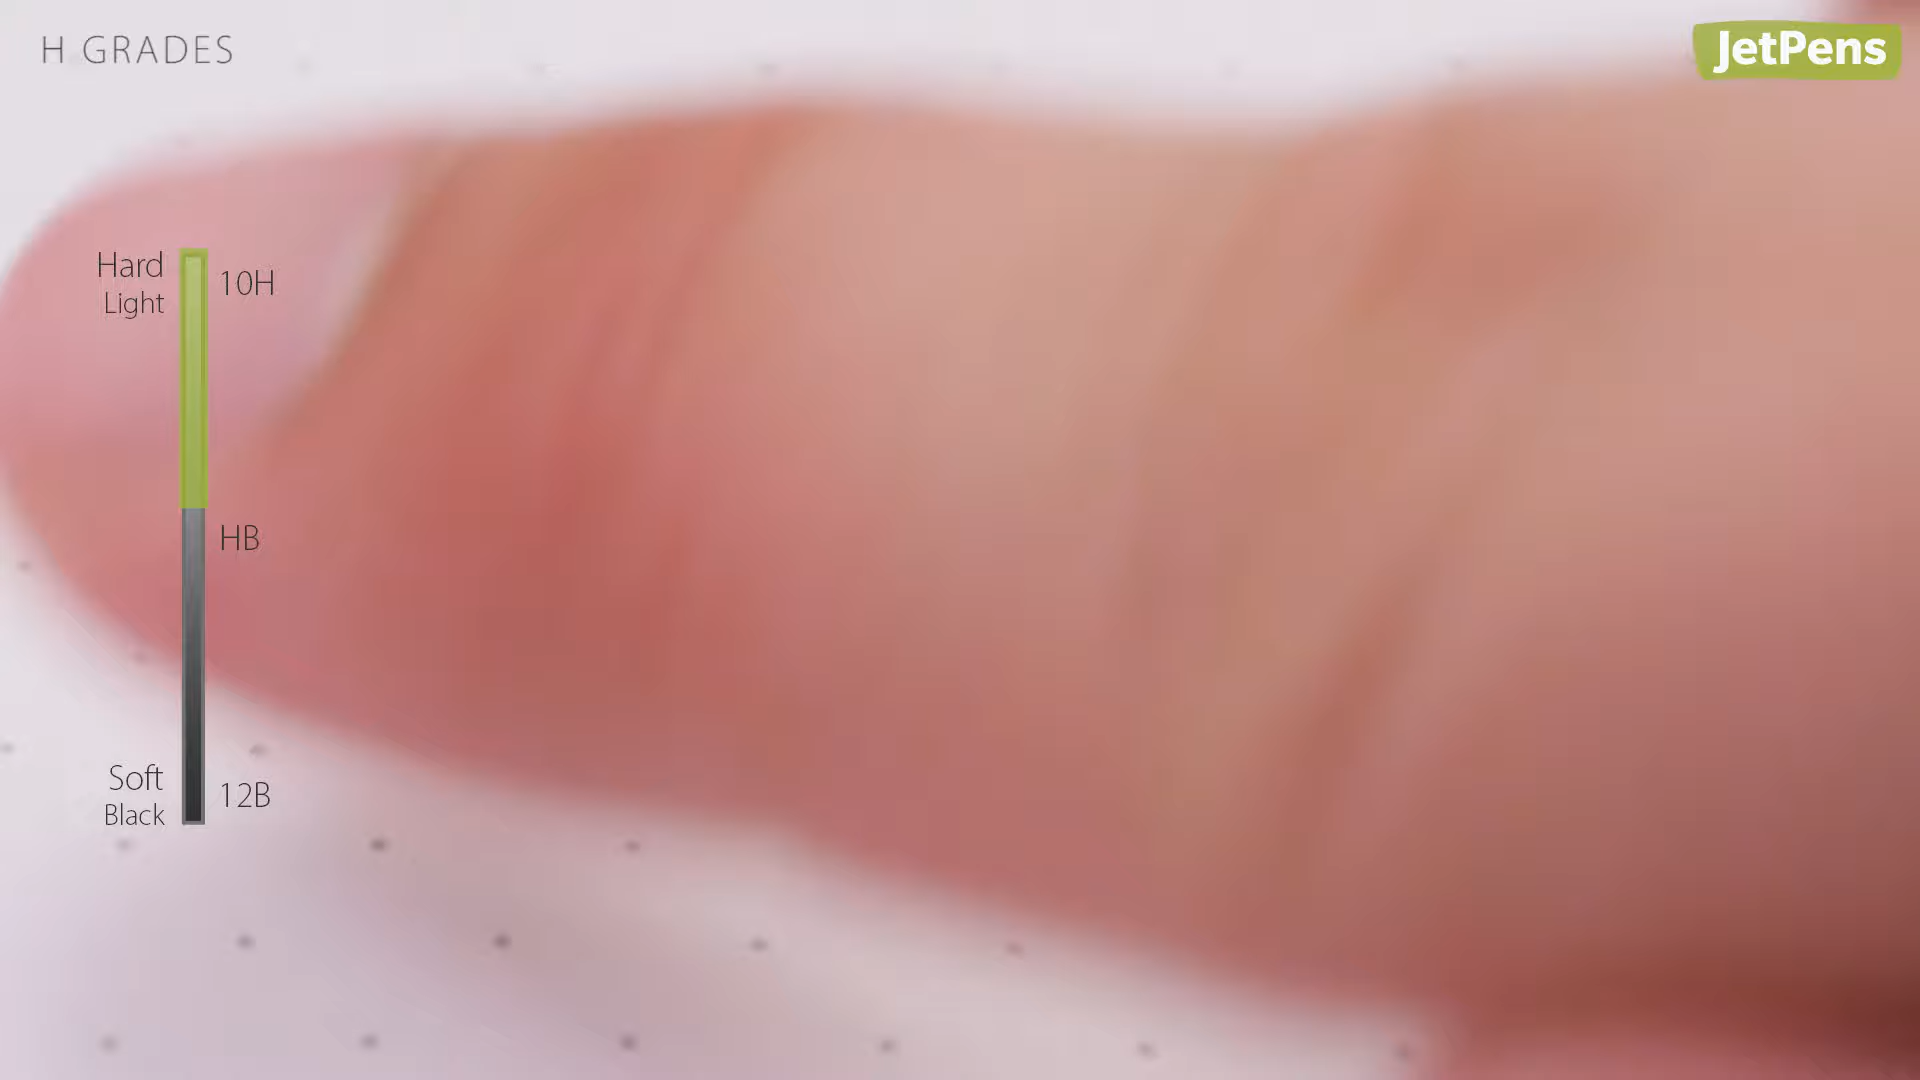 H GRADES
JetPens
Hard
Light
10H
HB
Soft
Black
12B